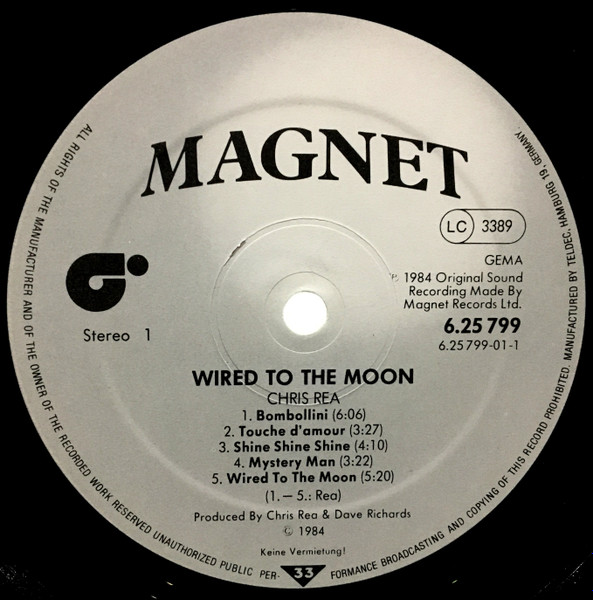 MAGNET
LC 3389
GEMA
℗ 1984 Original Sound
Recording Made By
Magnet Records Ltd.
6.25 799
6.25 799-01-1
Stereo 1
WIRED TO THE MOON
CHRIS REA
1. Bombollini (6:06)
2. Touche d'amour (3:27)
3. Shine Shine Shine (4:10)
4. Mystery Man (3:22)
5. Wired To The Moon (5:20)
(1. – 5.: Rea)
Produced By Chris Rea & Dave Richards
© 1984
Keine Vermietung!
33
ALL RIGHTS OF THE MANUFACTURER AND OF THE OWNER OF THE RECORDED WORK RESERVED UNAUTHORIZED PUBLIC PER- FORMANCE BROADCASTING AND COPYING OF THIS RECORD PROHIBITED. MANUFACTURED BY TELDEC, HAMBURG 19, GERMANY